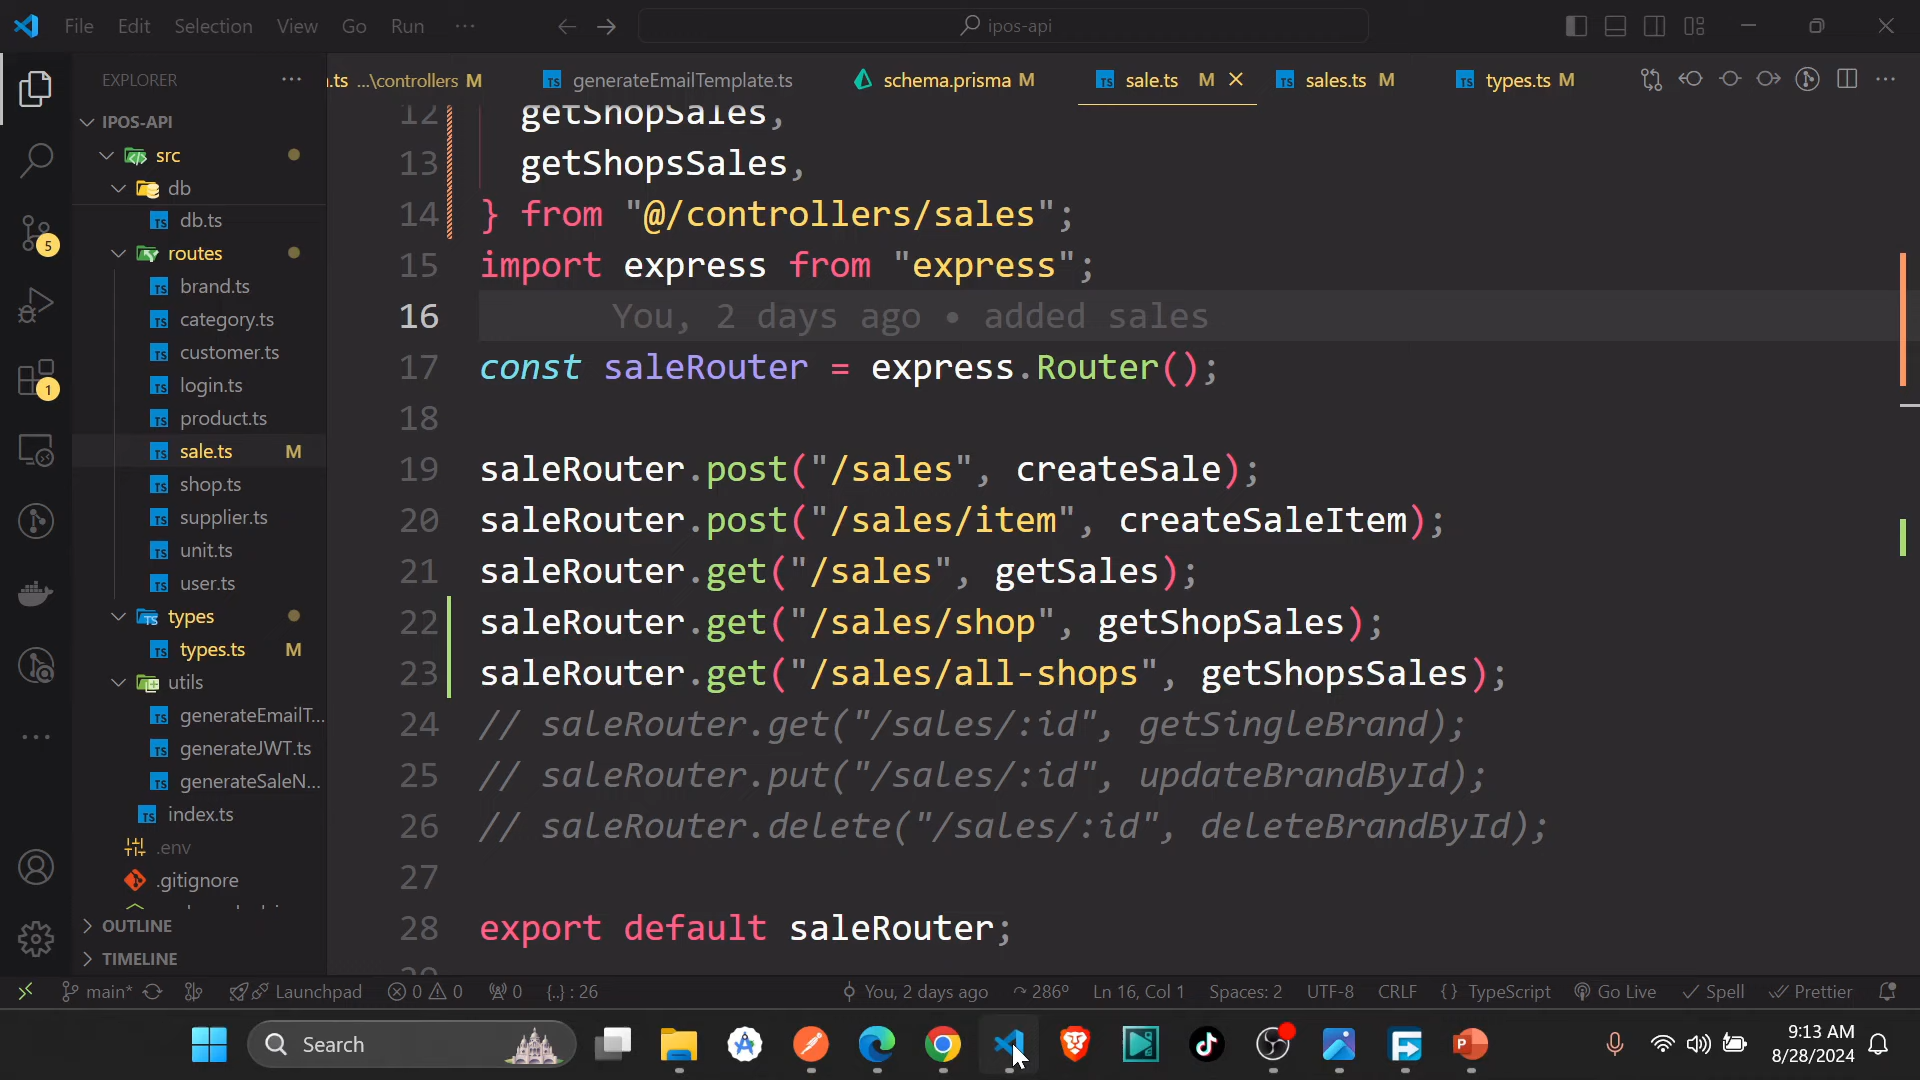 File Edit Selection View Go Run ··· ipos-api
EXPLORER ···
.ts ...\controllers M generateEmailTemplate.ts schema.prisma M sale.ts M sales.ts M types.ts M ···
IPOS-API
src
db
db.ts
routes
brand.ts
category.ts
customer.ts
login.ts
product.ts
sale.ts M
shop.ts
supplier.ts
unit.ts
user.ts
types
types.ts M
utils
generateEmailT...
generateJWT.ts
generateSaleN...
index.ts
.env
.gitignore
OUTLINE
TIMELINE
5
1
12 getShopSales,
13 getShopsSales,
14 } from "@/controllers/sales";
15 import express from "express";
16 You, 2 days ago • added sales
17 const saleRouter = express.Router();
18
19 saleRouter.post("/sales", createSale);
20 saleRouter.post("/sales/item", createSaleItem);
21 saleRouter.get("/sales", getSales);
22 saleRouter.get("/sales/shop", getShopSales);
23 saleRouter.get("/sales/all-shops", getShopsSales);
24 // saleRouter.get("/sales/:id", getSingleBrand);
25 // saleRouter.put("/sales/:id", updateBrandById);
26 // saleRouter.delete("/sales/:id", deleteBrandById);
27
28 export default saleRouter;
main* Launchpad 0 0 0 {..} : 26 You, 2 days ago 286° Ln 16, Col 1 Spaces: 2 UTF-8 CRLF {} TypeScript Go Live Spell Prettier
Search
9:13 AM
8/28/2024